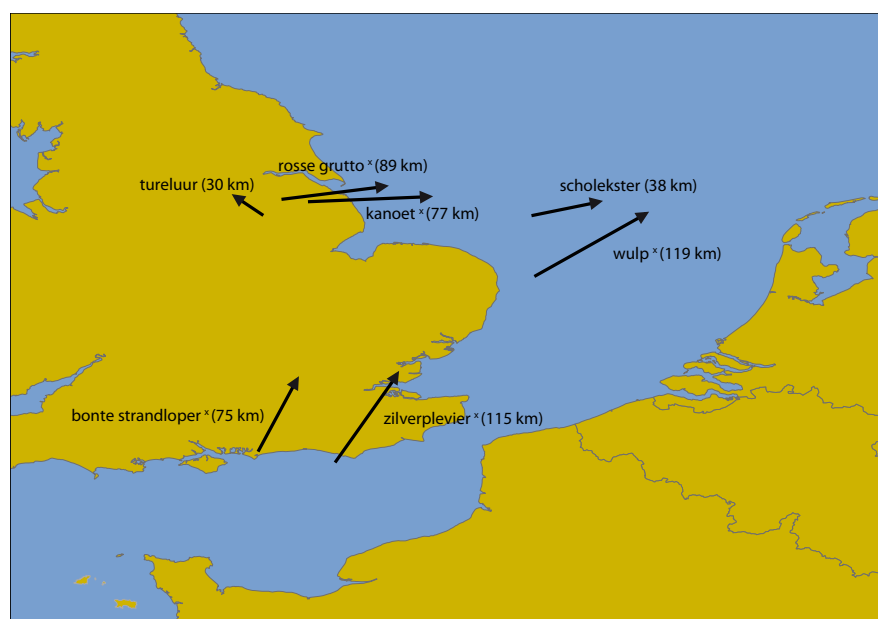 rosse grutto ˣ (89 km)
tureluur (30 km)
scholekster (38 km)
kanoet ˣ (77 km)
wulp ˣ (119 km)
bonte strandloper ˣ (75 km)
zilverplevier ˣ (115 km)